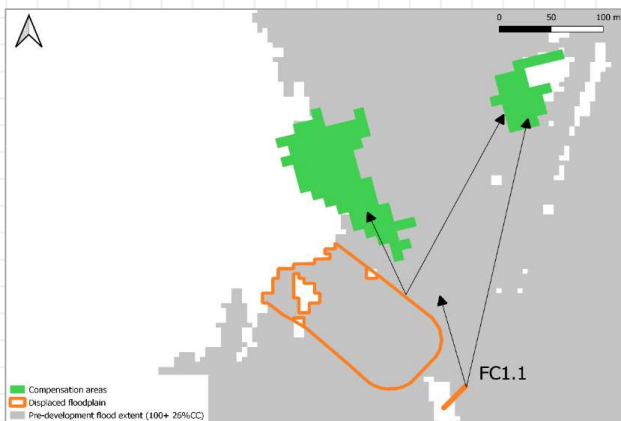 0 50 100 m
FC1.1
Compensation areas
Displaced floodplain
Pre-development flood extent (100+ 26%CC)